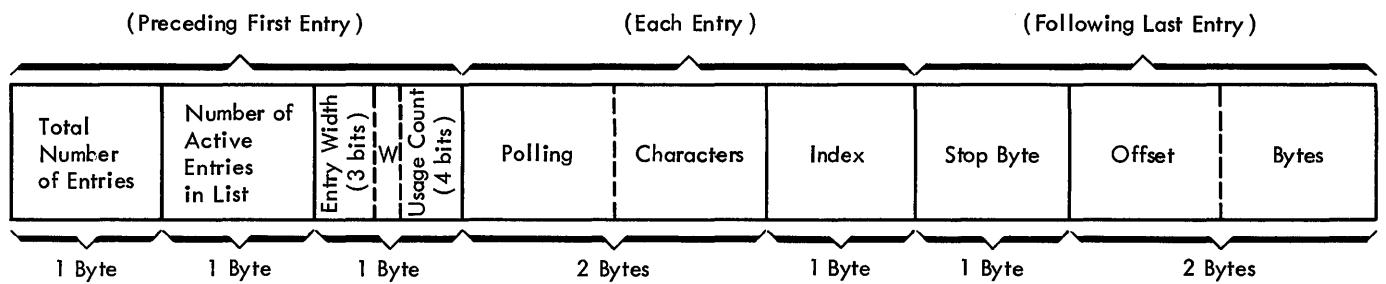 (Preceding First Entry)
(Each Entry)
(Following Last Entry)
Total
Number
of Entries
Number of
Active
Entries
in List
Entry Width
(3 bits)
W
Usage Count
(4 bits)
Polling
Characters
Index
Stop Byte
Offset
Bytes
1 Byte
1 Byte
1 Byte
2 Bytes
1 Byte
1 Byte
2 Bytes